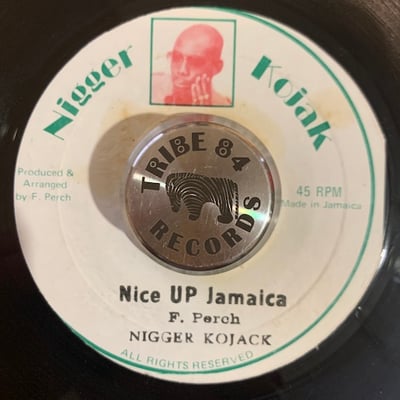 Nigger Kojak
Produced &
Arranged
by F. Perch
45 RPM
Made in Jamaica
TRIBE 84
RECORDS
Nice UP Jamaica
F. Perch
NIGGER KOJACK
ALL RIGHTS RESERVED